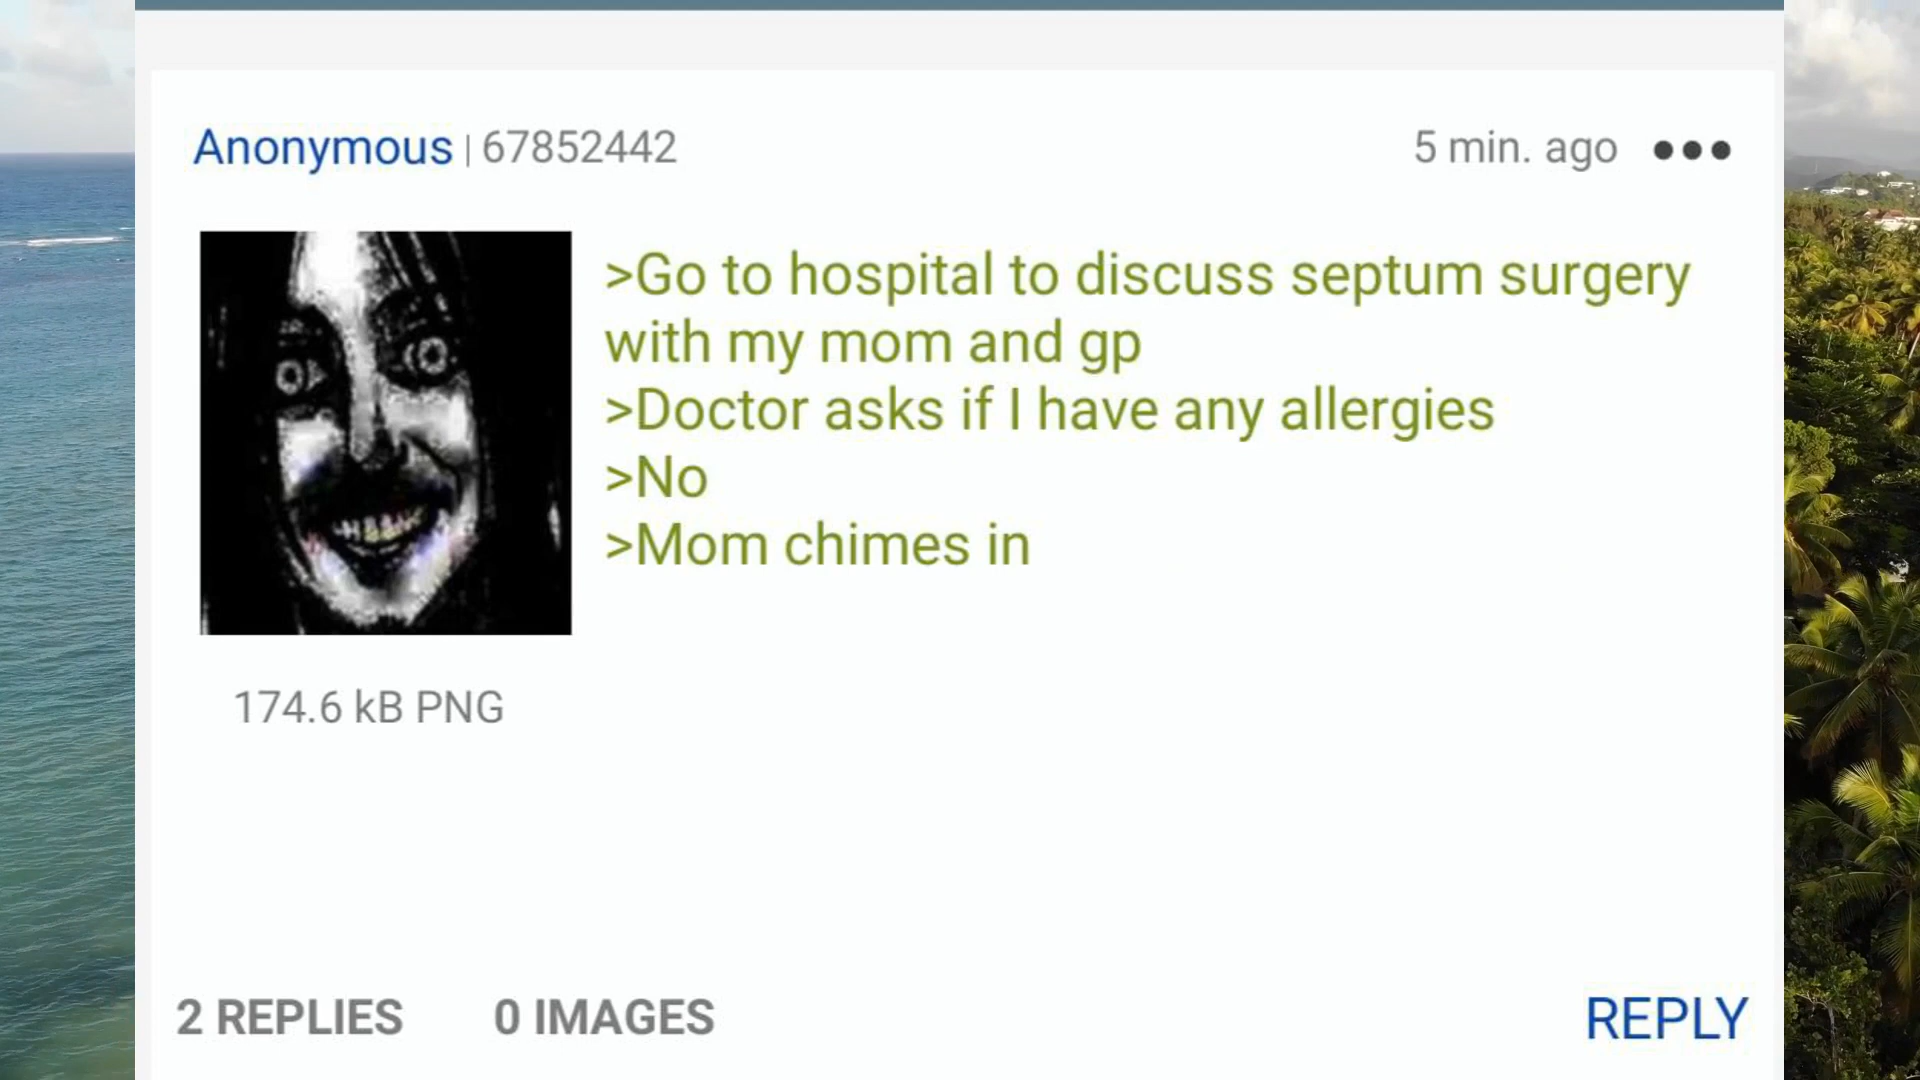 Anonymous | 67852442
5 min. ago
>Go to hospital to discuss septum surgery
with my mom and gp
>Doctor asks if I have any allergies
>No
>Mom chimes in
174.6 kB PNG
2 REPLIES
0 IMAGES
REPLY